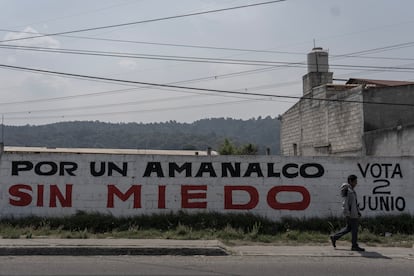 POR UN AMANALCO
SIN MIEDO
VOTA
2
JUNIO